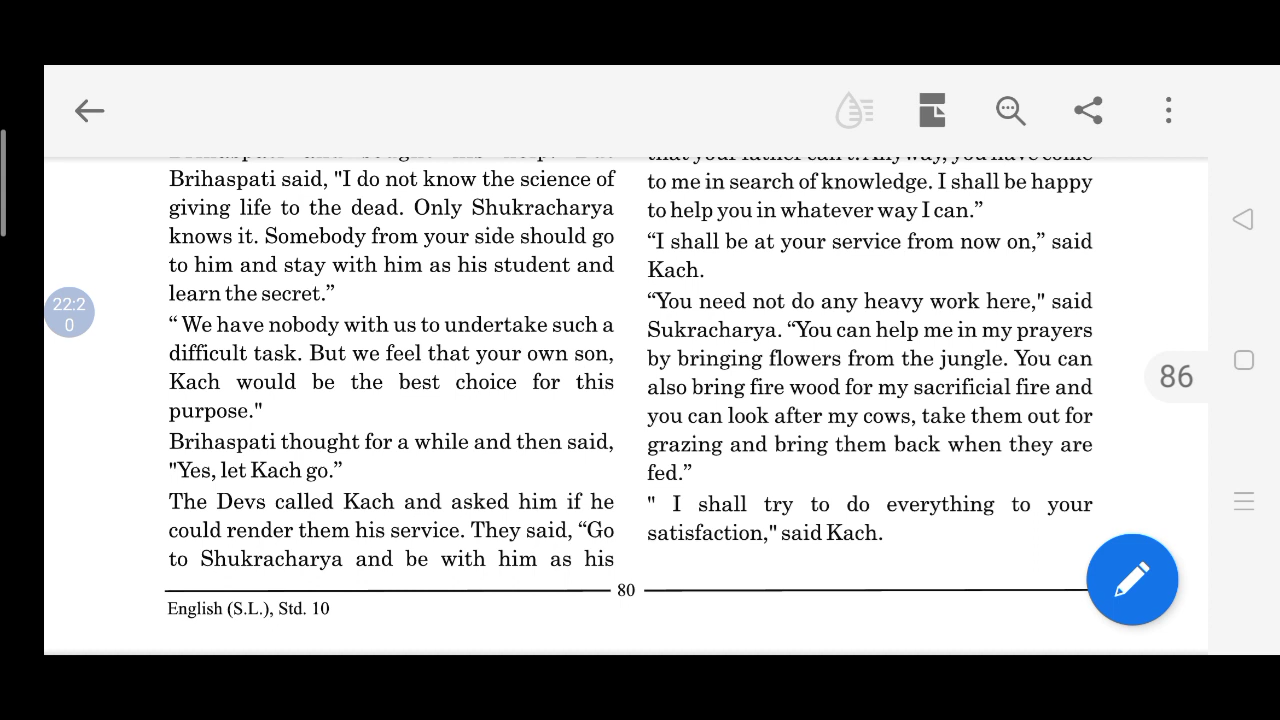 Brihaspati said, "I do not know the science of
giving life to the dead. Only Shukracharya
knows it. Somebody from your side should go
to him and stay with him as his student and
learn the secret.”
“ We have nobody with us to undertake such a
difficult task. But we feel that your own son,
Kach would be the best choice for this
purpose."
Brihaspati thought for a while and then said,
"Yes, let Kach go.”
The Devs called Kach and asked him if he
could render them his service. They said, “Go
to Shukracharya and be with him as his
that your father can't. Anyway, you have come
to me in search of knowledge. I shall be happy
to help you in whatever way I can.”
“I shall be at your service from now on,” said
Kach.
“You need not do any heavy work here," said
Sukracharya. “You can help me in my prayers
by bringing flowers from the jungle. You can
also bring fire wood for my sacrificial fire and
you can look after my cows, take them out for
grazing and bring them back when they are
fed.”
" I shall try to do everything to your
satisfaction," said Kach.
80
English (S.L.), Std. 10
22:2
0
86